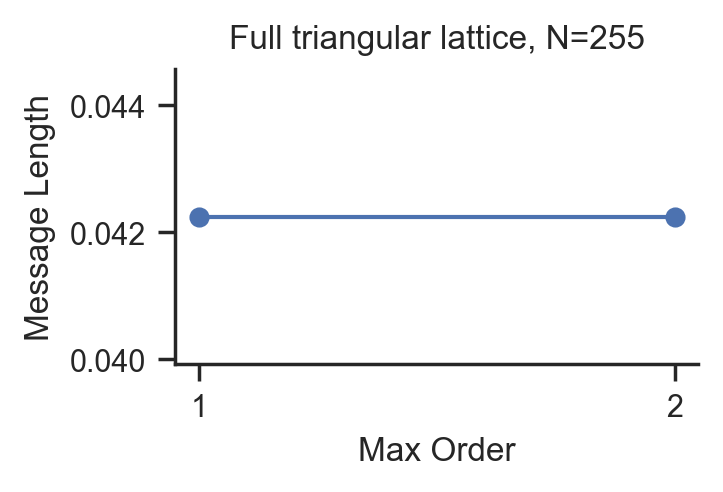 Full triangular lattice, N=255
Message Length
0.044
0.042
0.040
1
2
Max Order